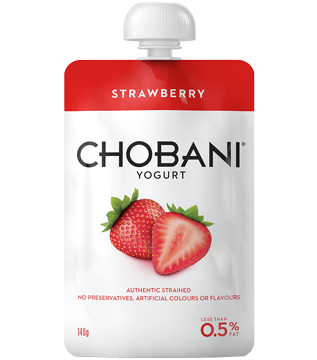 STRAWBERRY
CHOBANI®
YOGURT
AUTHENTIC STRAINED
NO PRESERVATIVES, ARTIFICIAL COLOURS OR FLAVOURS
140g
LESS THAN
0.5%
FAT